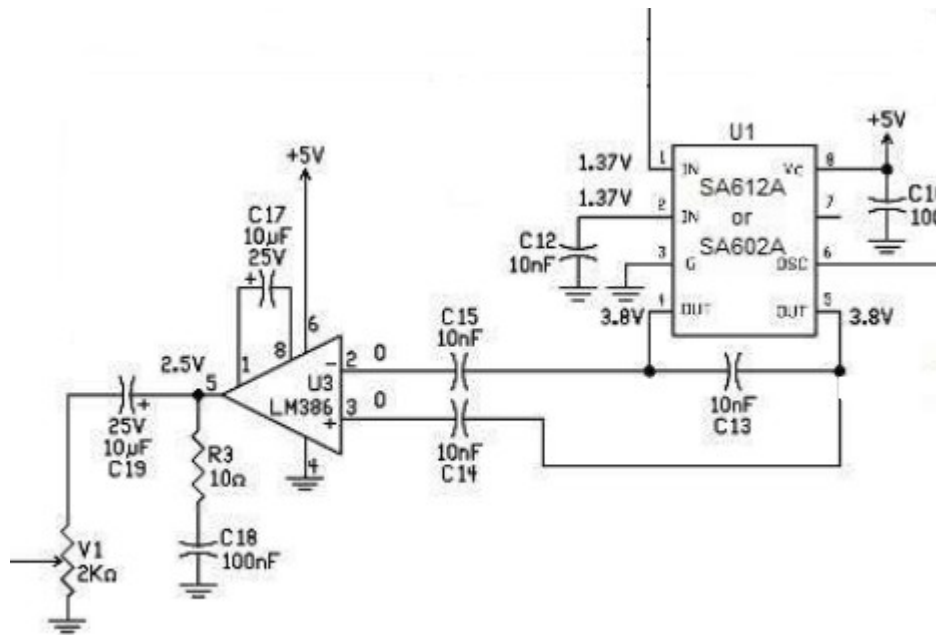 U1
+5V
1.37V
1
IN
Vc
8
SA612A
1.37V
2
IN
or
7
SA602A
3
G
OSC
6
4
OUT
OUT
5
3.8V
3.8V
C12
10nF
100
+5V
C17
10µF
25V
+
6
1
8
C15
10nF
2
0
−
U3
LM386
0
3
+
4
10nF
C14
10nF
C13
2.5V
5
+
25V
10µF
C19
R3
10Ω
C18
100nF
V1
2KΩ